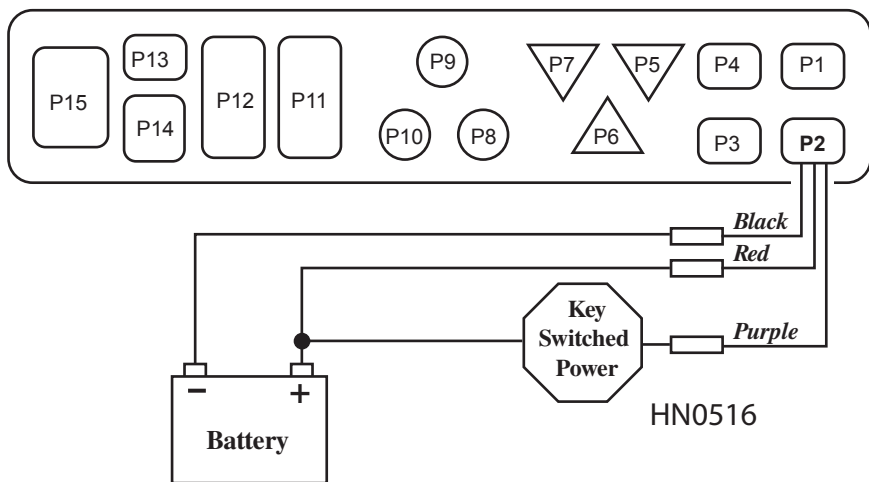 P15
P13
P14
P12
P11
P9
P10
P8
P7
P5
P6
P4
P1
P3
P2
Black
Red
Purple
Key
Switched
Power
HN0516
− +
Battery